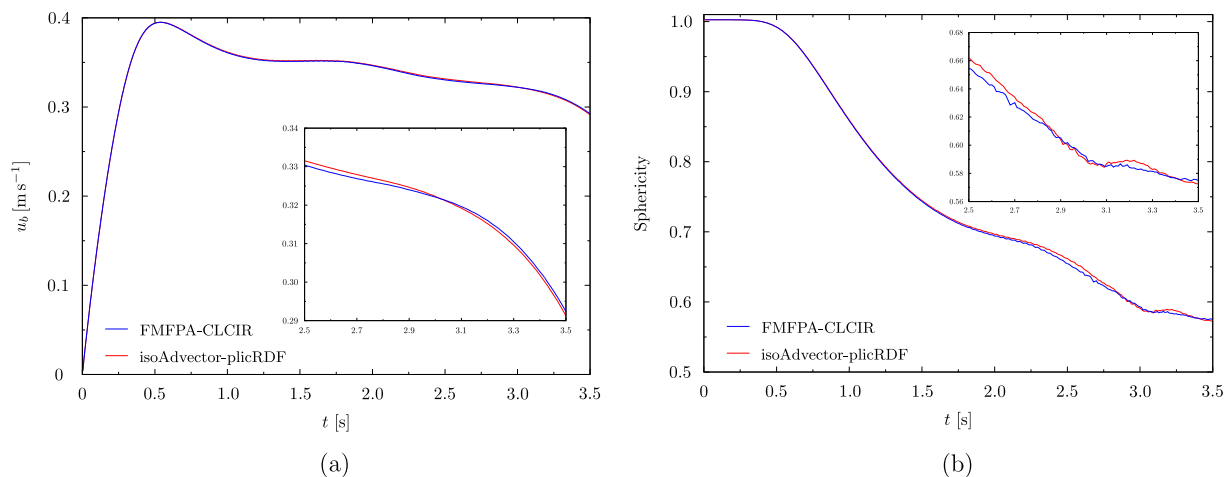 0.4
0.3
0.2
0.1
0
u_b [m s⁻¹]
0.34
0.33
0.32
0.31
0.30
0.29
2.5 2.7 2.9 3.1 3.3 3.5
FMFPA-CLCIR
isoAdvector-plicRDF
0 0.5 1.0 1.5 2.0 2.5 3.0 3.5
t [s]
(a)
1.0
0.9
0.8
0.7
0.6
0.5
Sphericity
0.68
0.66
0.64
0.62
0.60
0.58
0.56
2.5 2.7 2.9 3.1 3.3 3.5
FMFPA-CLCIR
isoAdvector-plicRDF
0 0.5 1.0 1.5 2.0 2.5 3.0 3.5
t [s]
(b)